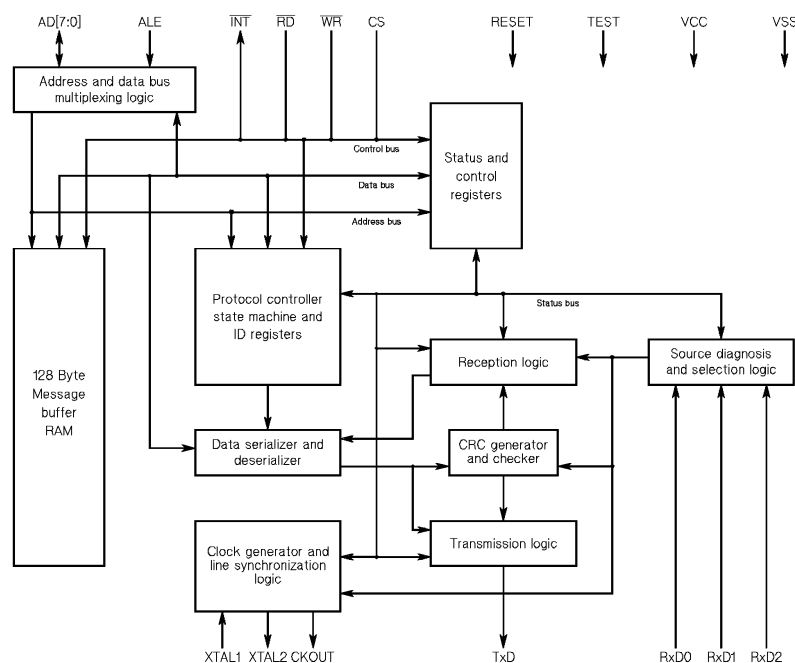 AD[7:0] ALE INT RD WR CS RESET TEST VCC VSS
Address and data bus
multiplexing logic
Control bus
Data bus
Address bus
Status and
control
registers
128 Byte
Message
buffer
RAM
Protocol controller
state machine and
ID registers
Status bus
Reception logic
Source diagnosis
and selection logic
Data serializer and
deserializer
CRC generator
and checker
Clock generator and
line synchronization
logic
Transmission logic
XTAL1 XTAL2 CKOUT TxD RxD0 RxD1 RxD2